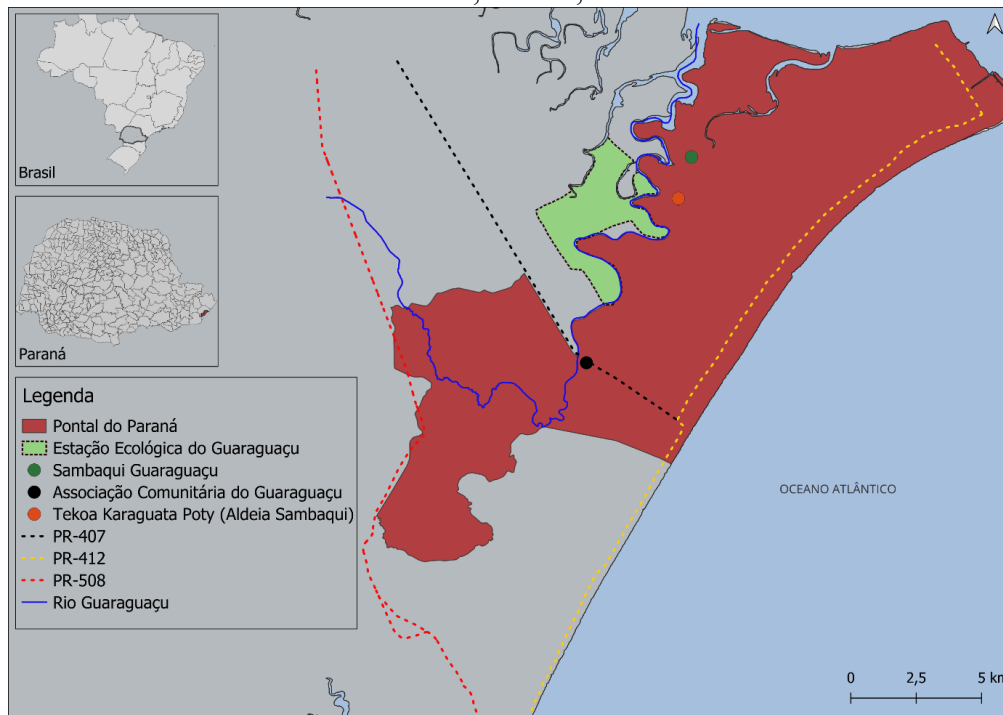 Brasil
Paraná
Legenda
Pontal do Paraná
Estação Ecológica do Guaraguaçu
Sambaqui Guaraguaçu
Associação Comunitária do Guaraguaçu
Tekoa Karaguata Poty (Aldeia Sambaqui)
PR-407
PR-412
PR-508
Rio Guaraguaçu
OCEANO ATLÂNTICO
0 2,5 5 km